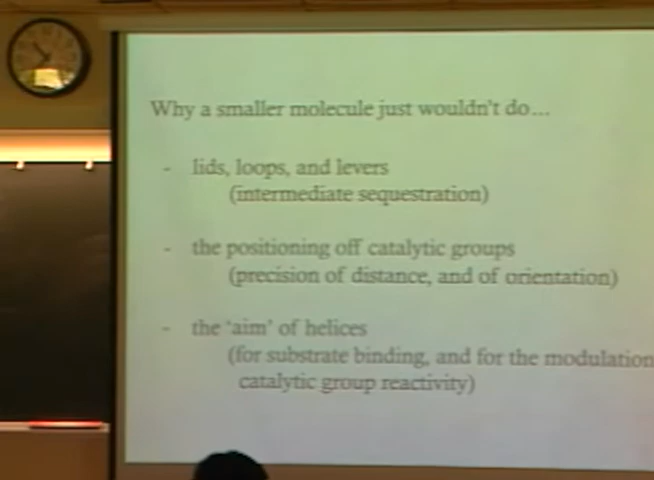 Why a smaller molecule just wouldn't do...
- lids, loops, and levers
(intermediate sequestration)
- the positioning off catalytic groups
(precision of distance, and of orientation)
- the 'aim' of helices
(for substrate binding, and for the modulation
catalytic group reactivity)